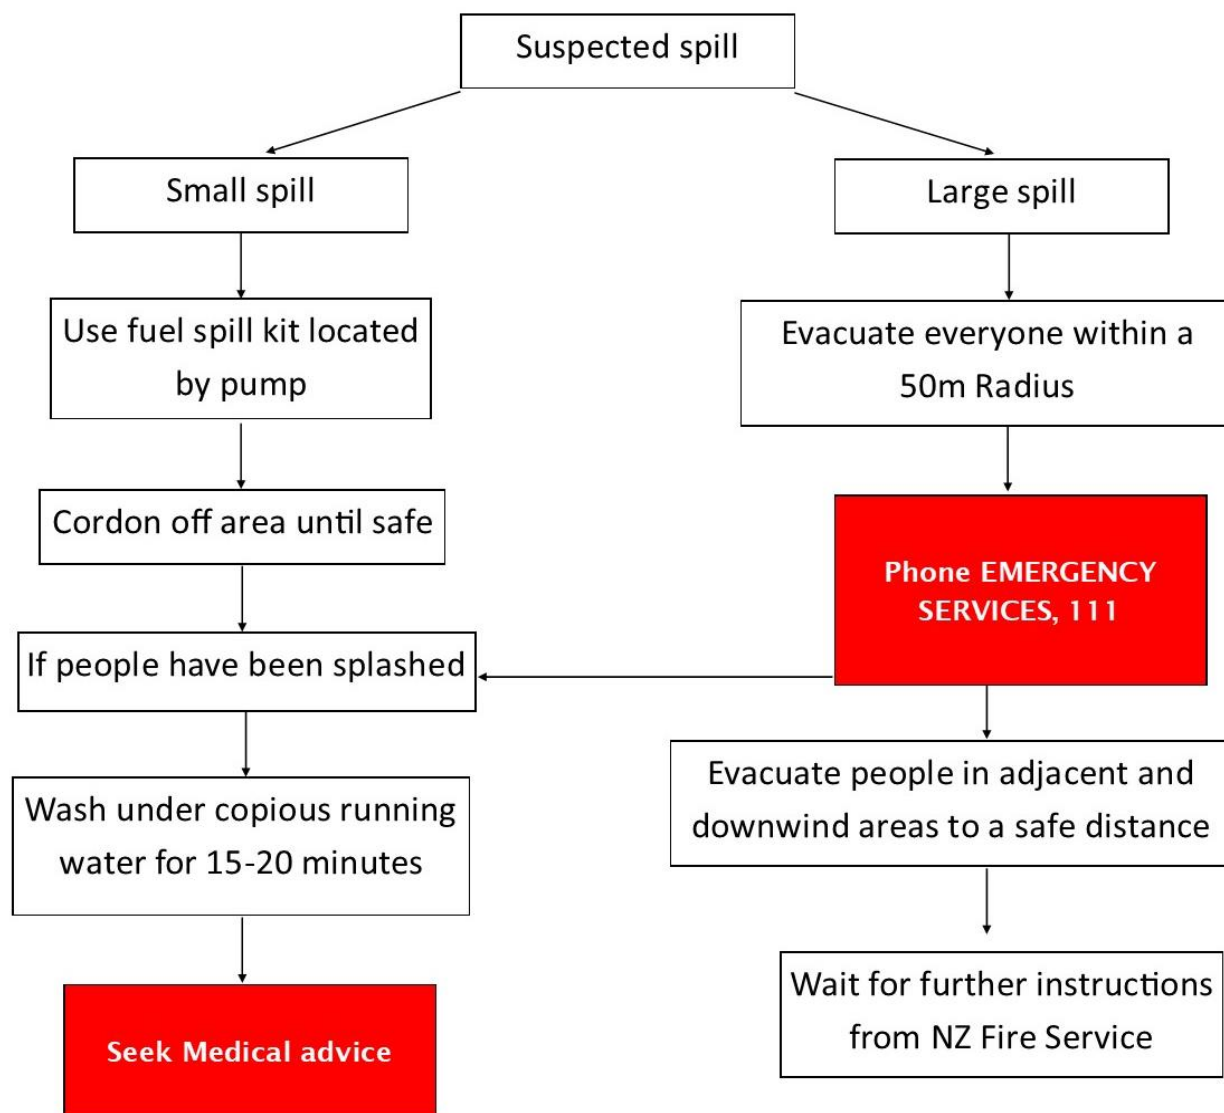 Suspected spill
Small spill
Large spill
Use fuel spill kit located
by pump
Evacuate everyone within a
50m Radius
Cordon off area until safe
Phone EMERGENCY
SERVICES, 111
If people have been splashed
Evacuate people in adjacent and
downwind areas to a safe distance
Wash under copious running
water for 15-20 minutes
Wait for further instructions
from NZ Fire Service
Seek Medical advice